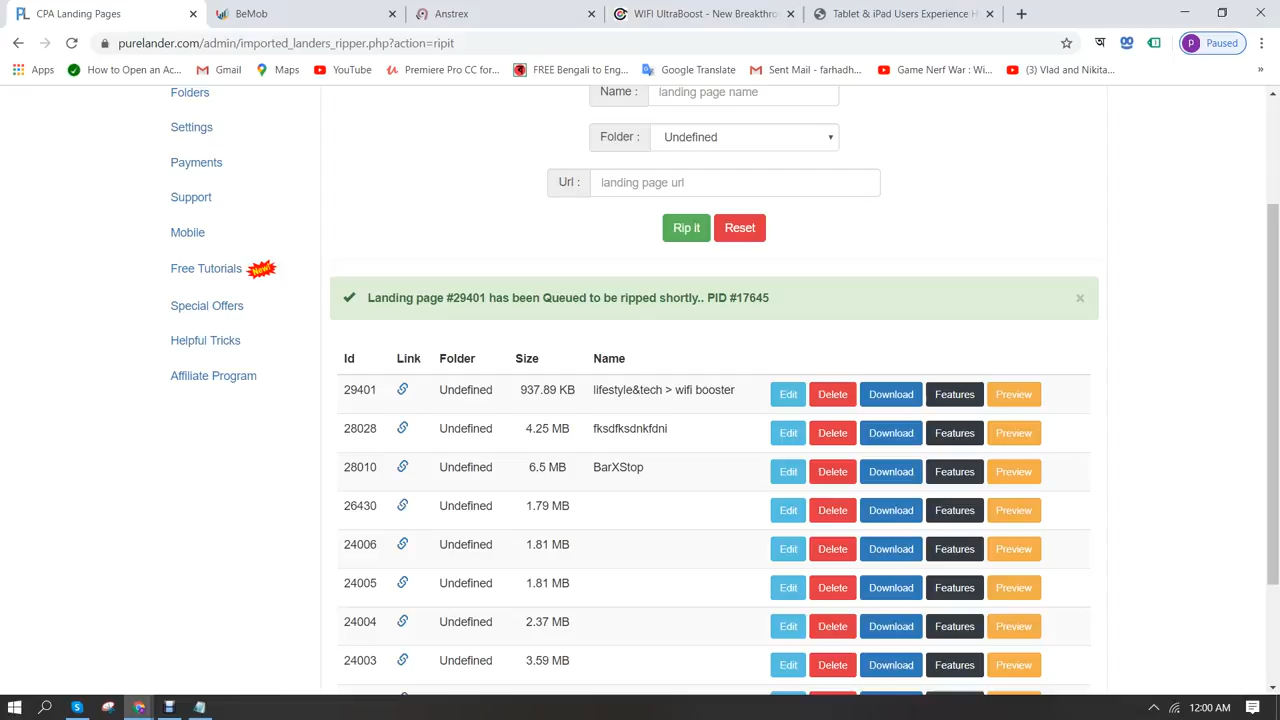 CPA Landing Pages
BeMob
Anstrex
WIFI UltraBoost - New Breakthro
Tablet & iPad Users Experience H
purelander.com/admin/imported_landers_ripper.php?action=ripit
অ
P
Paused
Apps
How to Open an Ac...
Gmail
Maps
YouTube
Premiere Pro CC for...
FREE Bengali to Eng...
Google Translate
Sent Mail - farhadh...
Game Nerf War : Wi...
(3) Vlad and Nikita...
»
Folders
Settings
Payments
Support
Mobile
Free Tutorials New!
Special Offers
Helpful Tricks
Affiliate Program
Name : landing page name
Folder : Undefined
Url : landing page url
Rip it Reset
Landing page #29401 has been Queued to be ripped shortly.. PID #17645 ×
Id Link Folder Size Name
29401 Undefined 937.89 KB lifestyle&tech > wifi booster Edit Delete Download Features Preview
28028 Undefined 4.25 MB fksdfksdnkfdni Edit Delete Download Features Preview
28010 Undefined 6.5 MB BarXStop Edit Delete Download Features Preview
26430 Undefined 1.79 MB Edit Delete Download Features Preview
24006 Undefined 1.81 MB Edit Delete Download Features Preview
24005 Undefined 1.81 MB Edit Delete Download Features Preview
24004 Undefined 2.37 MB Edit Delete Download Features Preview
24003 Undefined 3.59 MB Edit Delete Download Features Preview
12:00 AM